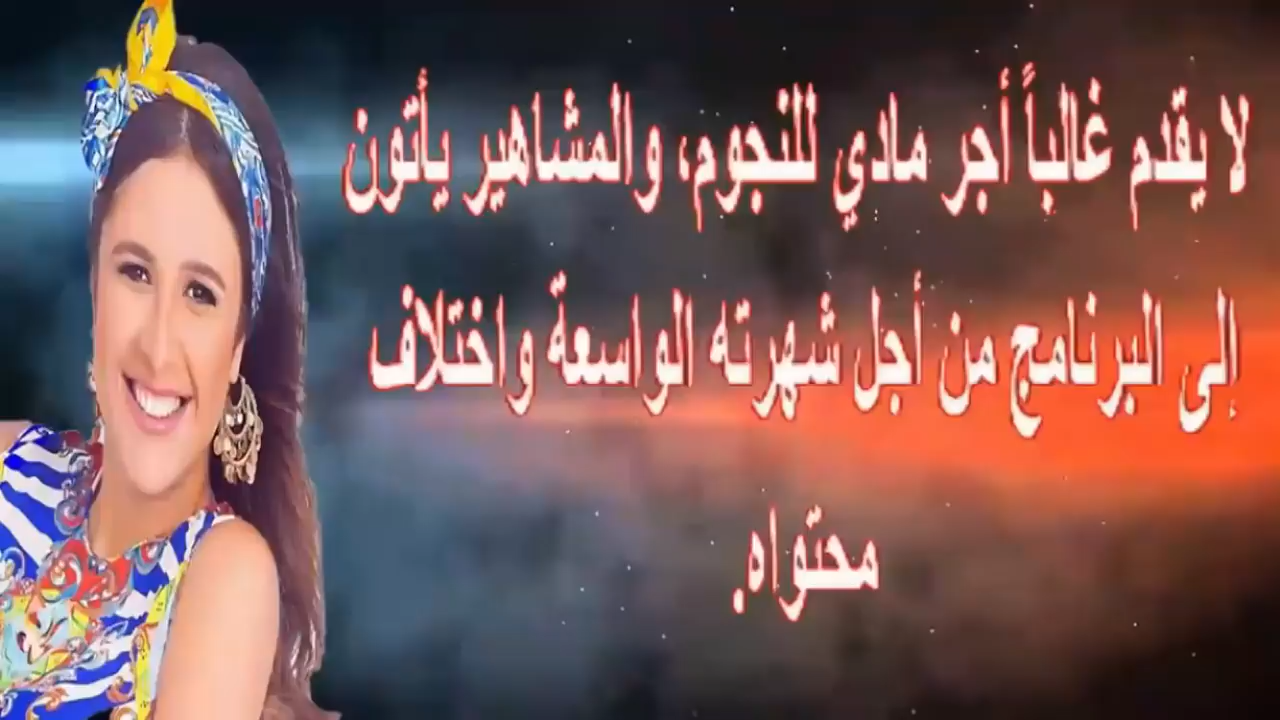 لا يقدم غالباً أجر مادي للنجوم، والمشاهير يأتون
إلى البرنامج من أجل شهرته الواسعة واختلاف
محتواه.